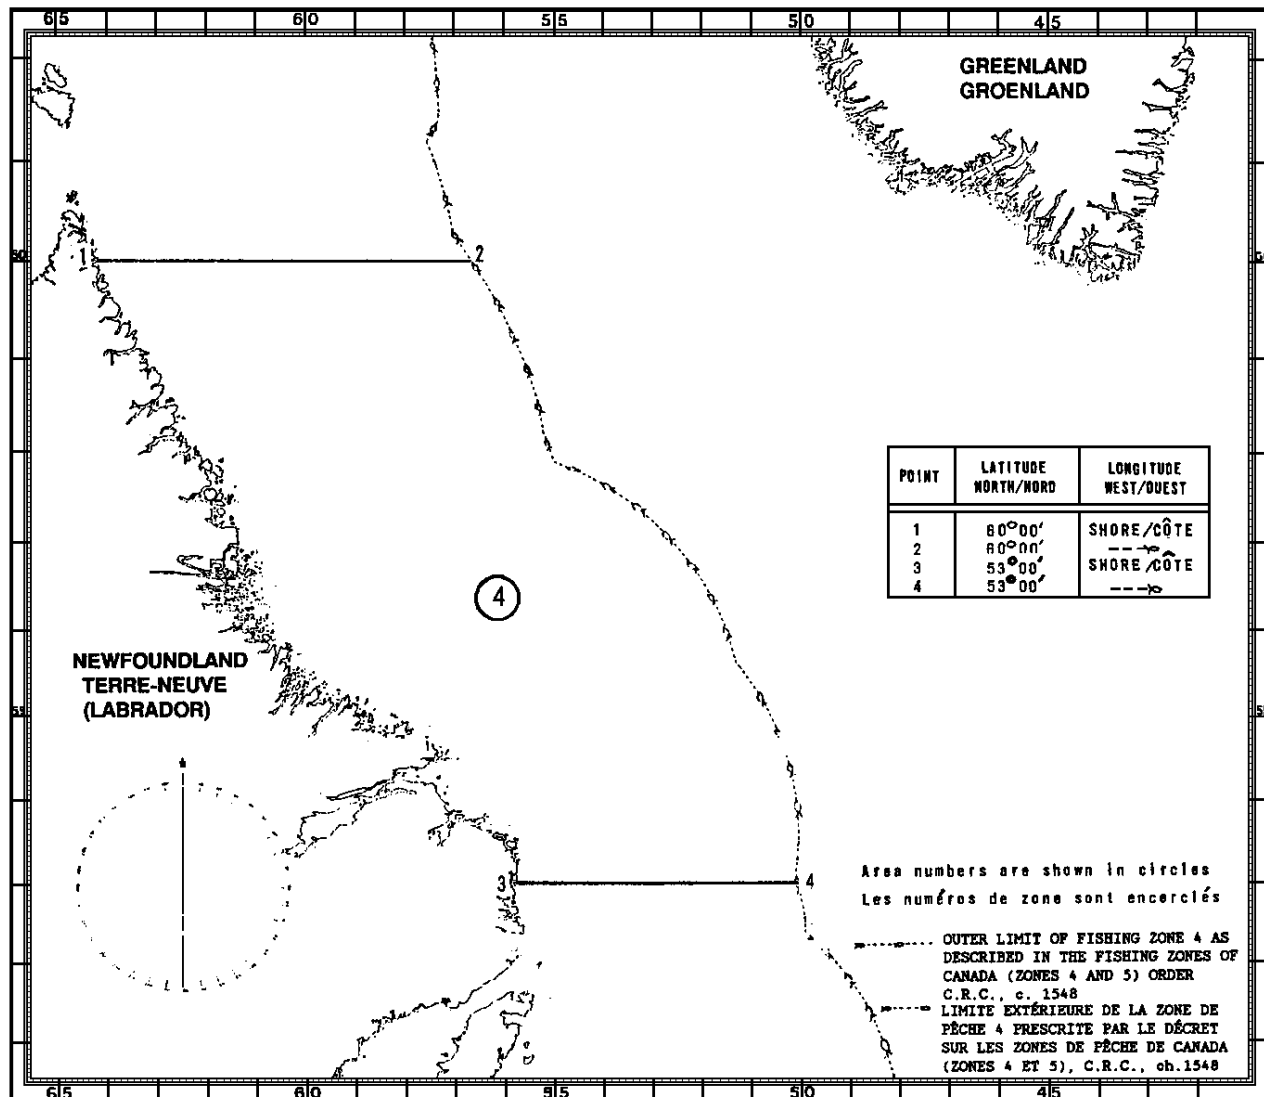 65 60 55 50 45
GREENLAND
GROENLAND
1
2
60
POINT LATITUDE NORTH/NORD LONGITUDE WEST/OUEST
1 60°00′ SHORE/CÔTE
2 60°00′
3 53°00′ SHORE/CÔTE
4 53°00′
4
NEWFOUNDLAND
TERRE-NEUVE
(LABRADOR)
55
3
4
Area numbers are shown in circles
Les numéros de zone sont encerclés
OUTER LIMIT OF FISHING ZONE 4 AS
DESCRIBED IN THE FISHING ZONES OF
CANADA (ZONES 4 AND 5) ORDER
C.R.C., c. 1548
LIMITE EXTÉRIEURE DE LA ZONE DE
PÊCHE 4 PRESCRITE PAR LE DÉCRET
SUR LES ZONES DE PÊCHE DE CANADA
(ZONES 4 ET 5), C.R.C., ch.1548
65 60 55 50 45